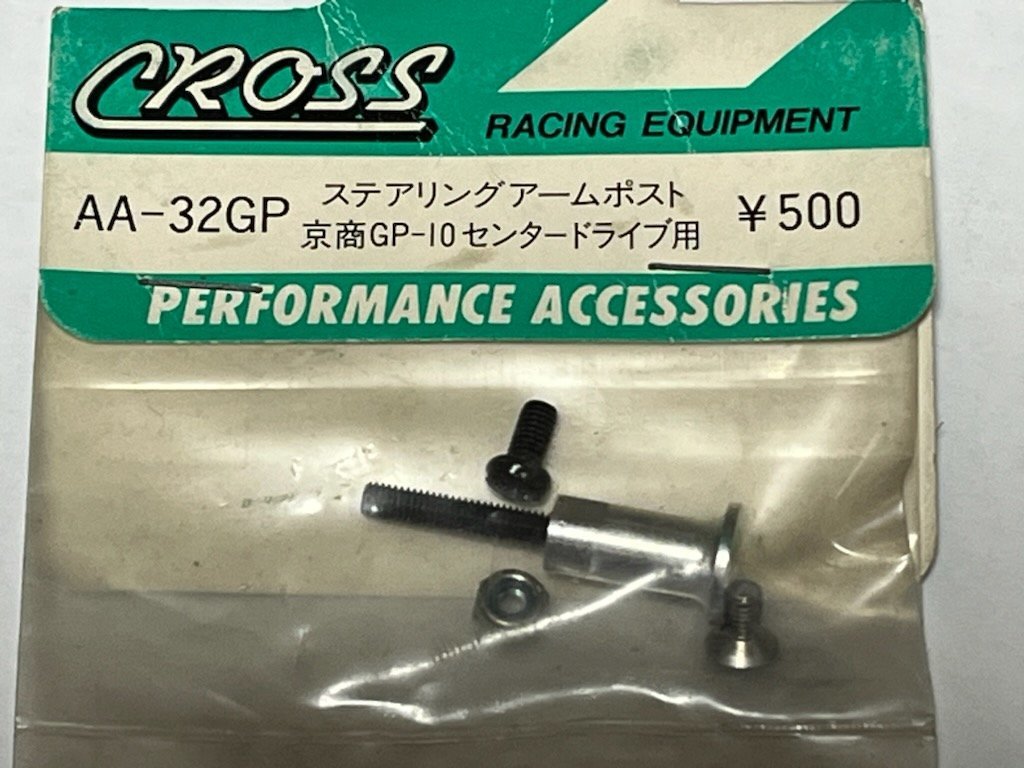 CROSS
RACING EQUIPMENT
AA-32GP
ステアリングアームポスト
京商GP-10センタードライブ用
¥500
PERFORMANCE ACCESSORIES